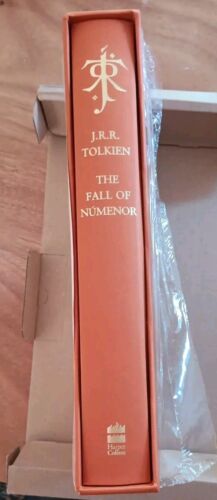 J.R.R.
TOLKIEN
THE
FALL OF
NÚMENOR
Harper
Collins